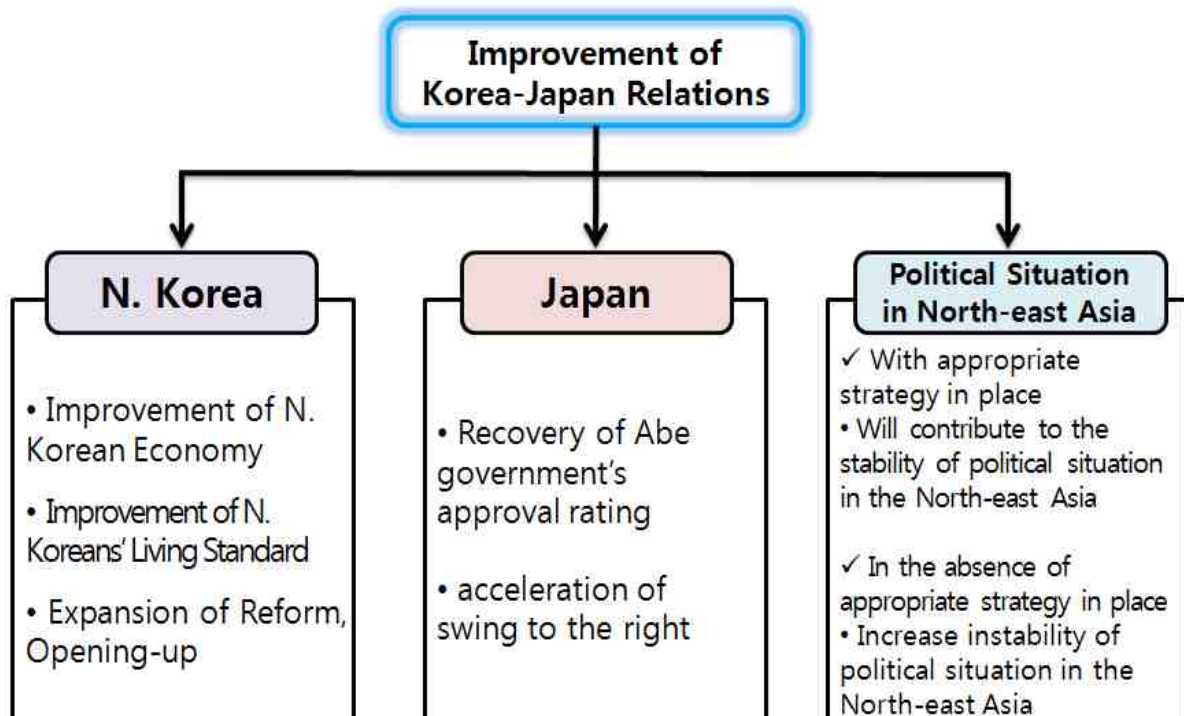 Improvement of
Korea-Japan Relations
N. Korea
• Improvement of N.
Korean Economy
• Improvement of N.
Koreans' Living Standard
• Expansion of Reform,
Opening-up
Japan
• Recovery of Abe
government's
approval rating
• acceleration of
swing to the right
Political Situation
in North-east Asia
✓ With appropriate
strategy in place
• Will contribute to the
stability of political situation
in the North-east Asia
✓ In the absence of
appropriate strategy in place
• Increase instability of
political situation in the
North-east Asia